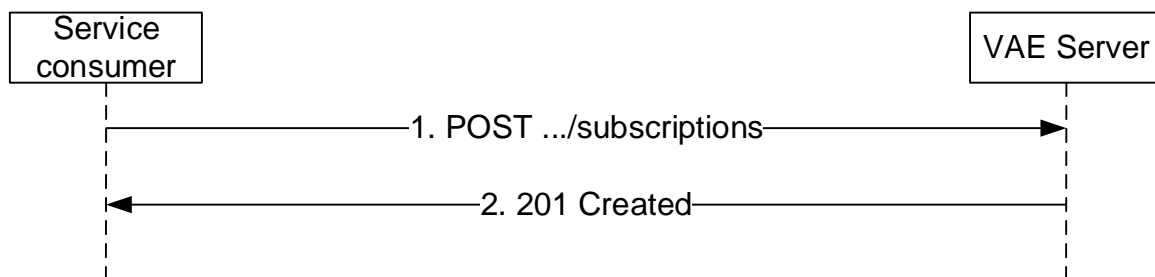 Service
consumer
VAE Server
1. POST .../subscriptions
2. 201 Created